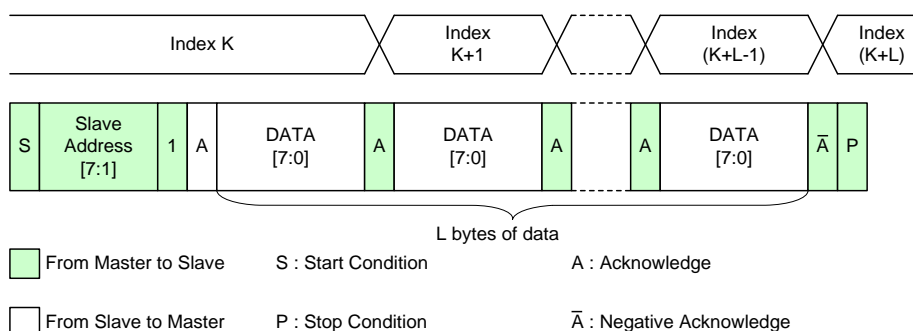 Index K
Index
K+1
Index
(K+L-1)
Index
(K+L)
S
Slave
Address
[7:1]
1
A
DATA
[7:0]
A
DATA
[7:0]
A
A
DATA
[7:0]
A̅
P
L bytes of data
From Master to Slave
S : Start Condition
A : Acknowledge
From Slave to Master
P : Stop Condition
A̅ : Negative Acknowledge